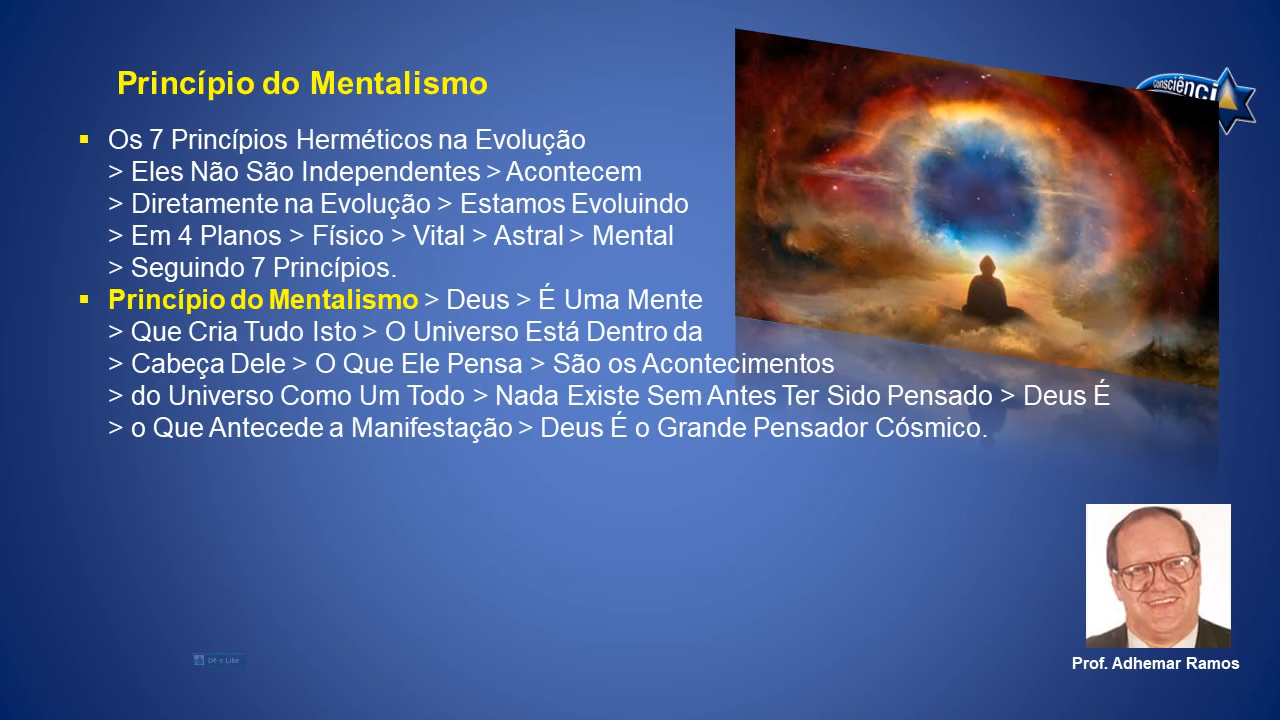 Princípio do Mentalismo
Consciênci
Os 7 Princípios Herméticos na Evolução
> Eles Não São Independentes > Acontecem
> Diretamente na Evolução > Estamos Evoluindo
> Em 4 Planos > Físico > Vital > Astral > Mental
> Seguindo 7 Princípios.
Princípio do Mentalismo > Deus > É Uma Mente
> Que Cria Tudo Isto > O Universo Está Dentro da
> Cabeça Dele > O Que Ele Pensa > São os Acontecimentos
> do Universo Como Um Todo > Nada Existe Sem Antes Ter Sido Pensado > Deus É
> o Que Antecede a Manifestação > Deus É o Grande Pensador Cósmico.
Dê o Like
Prof. Adhemar Ramos